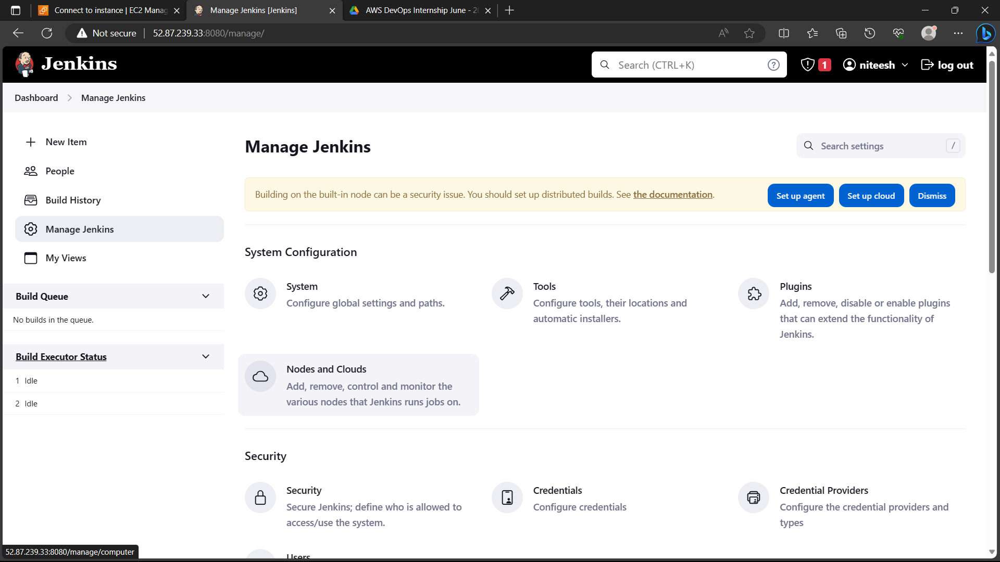 Connect to instance | EC2 Manag
Manage Jenkins [Jenkins]
AWS DevOps Internship June - 20
Not secure
52.87.239.33:8080/manage/
Jenkins
Search (CTRL+K)
?
1
niteesh
log out
Dashboard
Manage Jenkins
New Item
People
Build History
Manage Jenkins
My Views
Build Queue
No builds in the queue.
Build Executor Status
1 Idle
2 Idle
Manage Jenkins
Search settings
/
Building on the built-in node can be a security issue. You should set up distributed builds. See the documentation.
Set up agent
Set up cloud
Dismiss
System Configuration
System
Configure global settings and paths.
Tools
Configure tools, their locations and
automatic installers.
Plugins
Add, remove, disable or enable plugins
that can extend the functionality of
Jenkins.
Nodes and Clouds
Add, remove, control and monitor the
various nodes that Jenkins runs jobs on.
Security
Security
Secure Jenkins; define who is allowed to
access/use the system.
Credentials
Configure credentials
Credential Providers
Configure the credential providers and
types
Users
52.87.239.33:8080/manage/computer